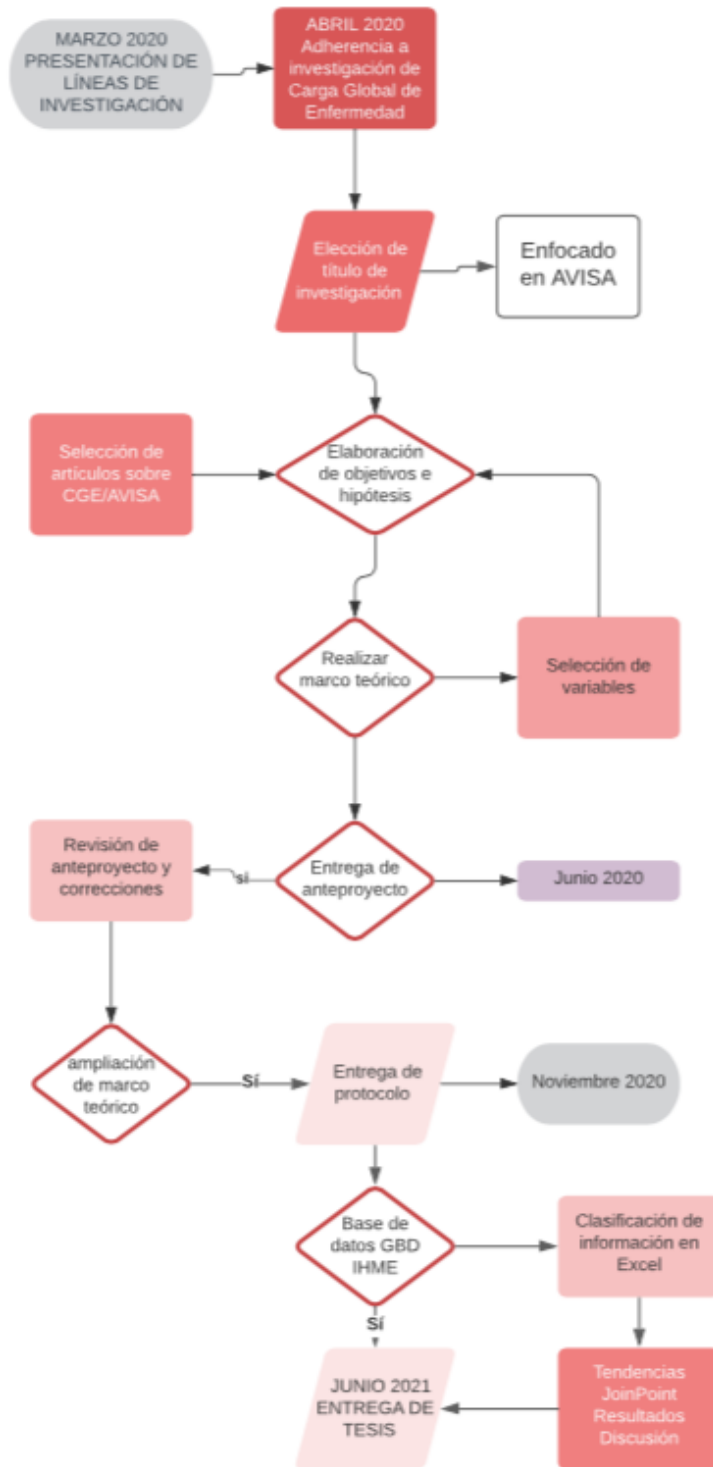 MARZO 2020
PRESENTACIÓN DE
LÍNEAS DE
INVESTIGACIÓN
ABRIL 2020
Adherencia a
investigación de
Carga Global de
Enfermedad
Elección de
título de
investigación
Enfocado
en AVISA
Selección de
artículos sobre
CGE/AVISA
Elaboración
de objetivos e
hipótesis
Realizar
marco teórico
Selección de
variables
Revisión de
anteproyecto y
correcciones
si
Entrega de
anteproyecto
Junio 2020
ampliación
de marco
teórico
Sí
Entrega de
protocolo
Noviembre 2020
Base de
datos GBD
IHME
Clasificación de
información en
Excel
Sí
JUNIO 2021
ENTREGA DE
TESIS
Tendencias
JoinPoint
Resultados
Discusión